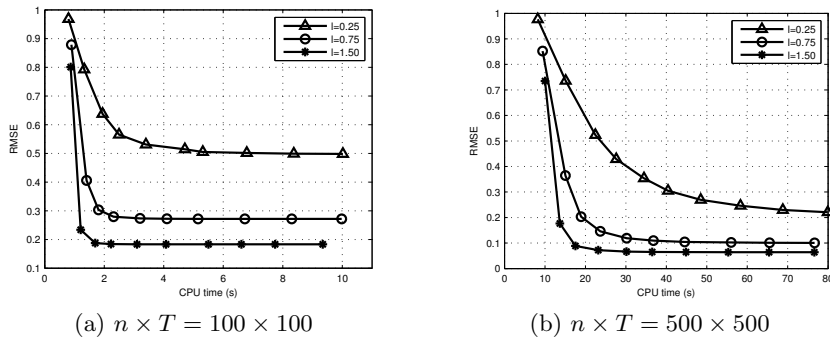 1
0.9
0.8
0.7
0.6
0.5
0.4
0.3
0.2
0.1
RMSE
0 2 4 6 8 10
CPU time (s)
l=0.25
l=0.75
l=1.50
(a) n × T = 100 × 100
1
0.9
0.8
0.7
0.6
0.5
0.4
0.3
0.2
0.1
0
RMSE
0 10 20 30 40 50 60 70 80
CPU time (s)
l=0.25
l=0.75
l=1.50
(b) n × T = 500 × 500